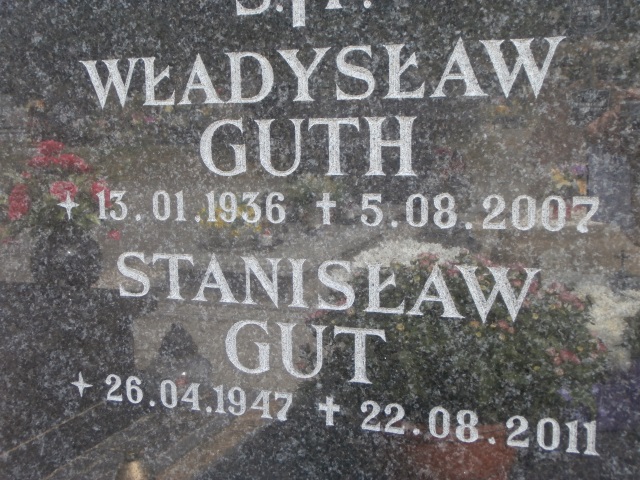 Ś.†P.
WŁADYSŁAW
GUTH
✦ 13.01.1936 ✝ 5.08.2007
STANISŁAW
GUT
✦ 26.04.1947 ✝ 22.08.2011